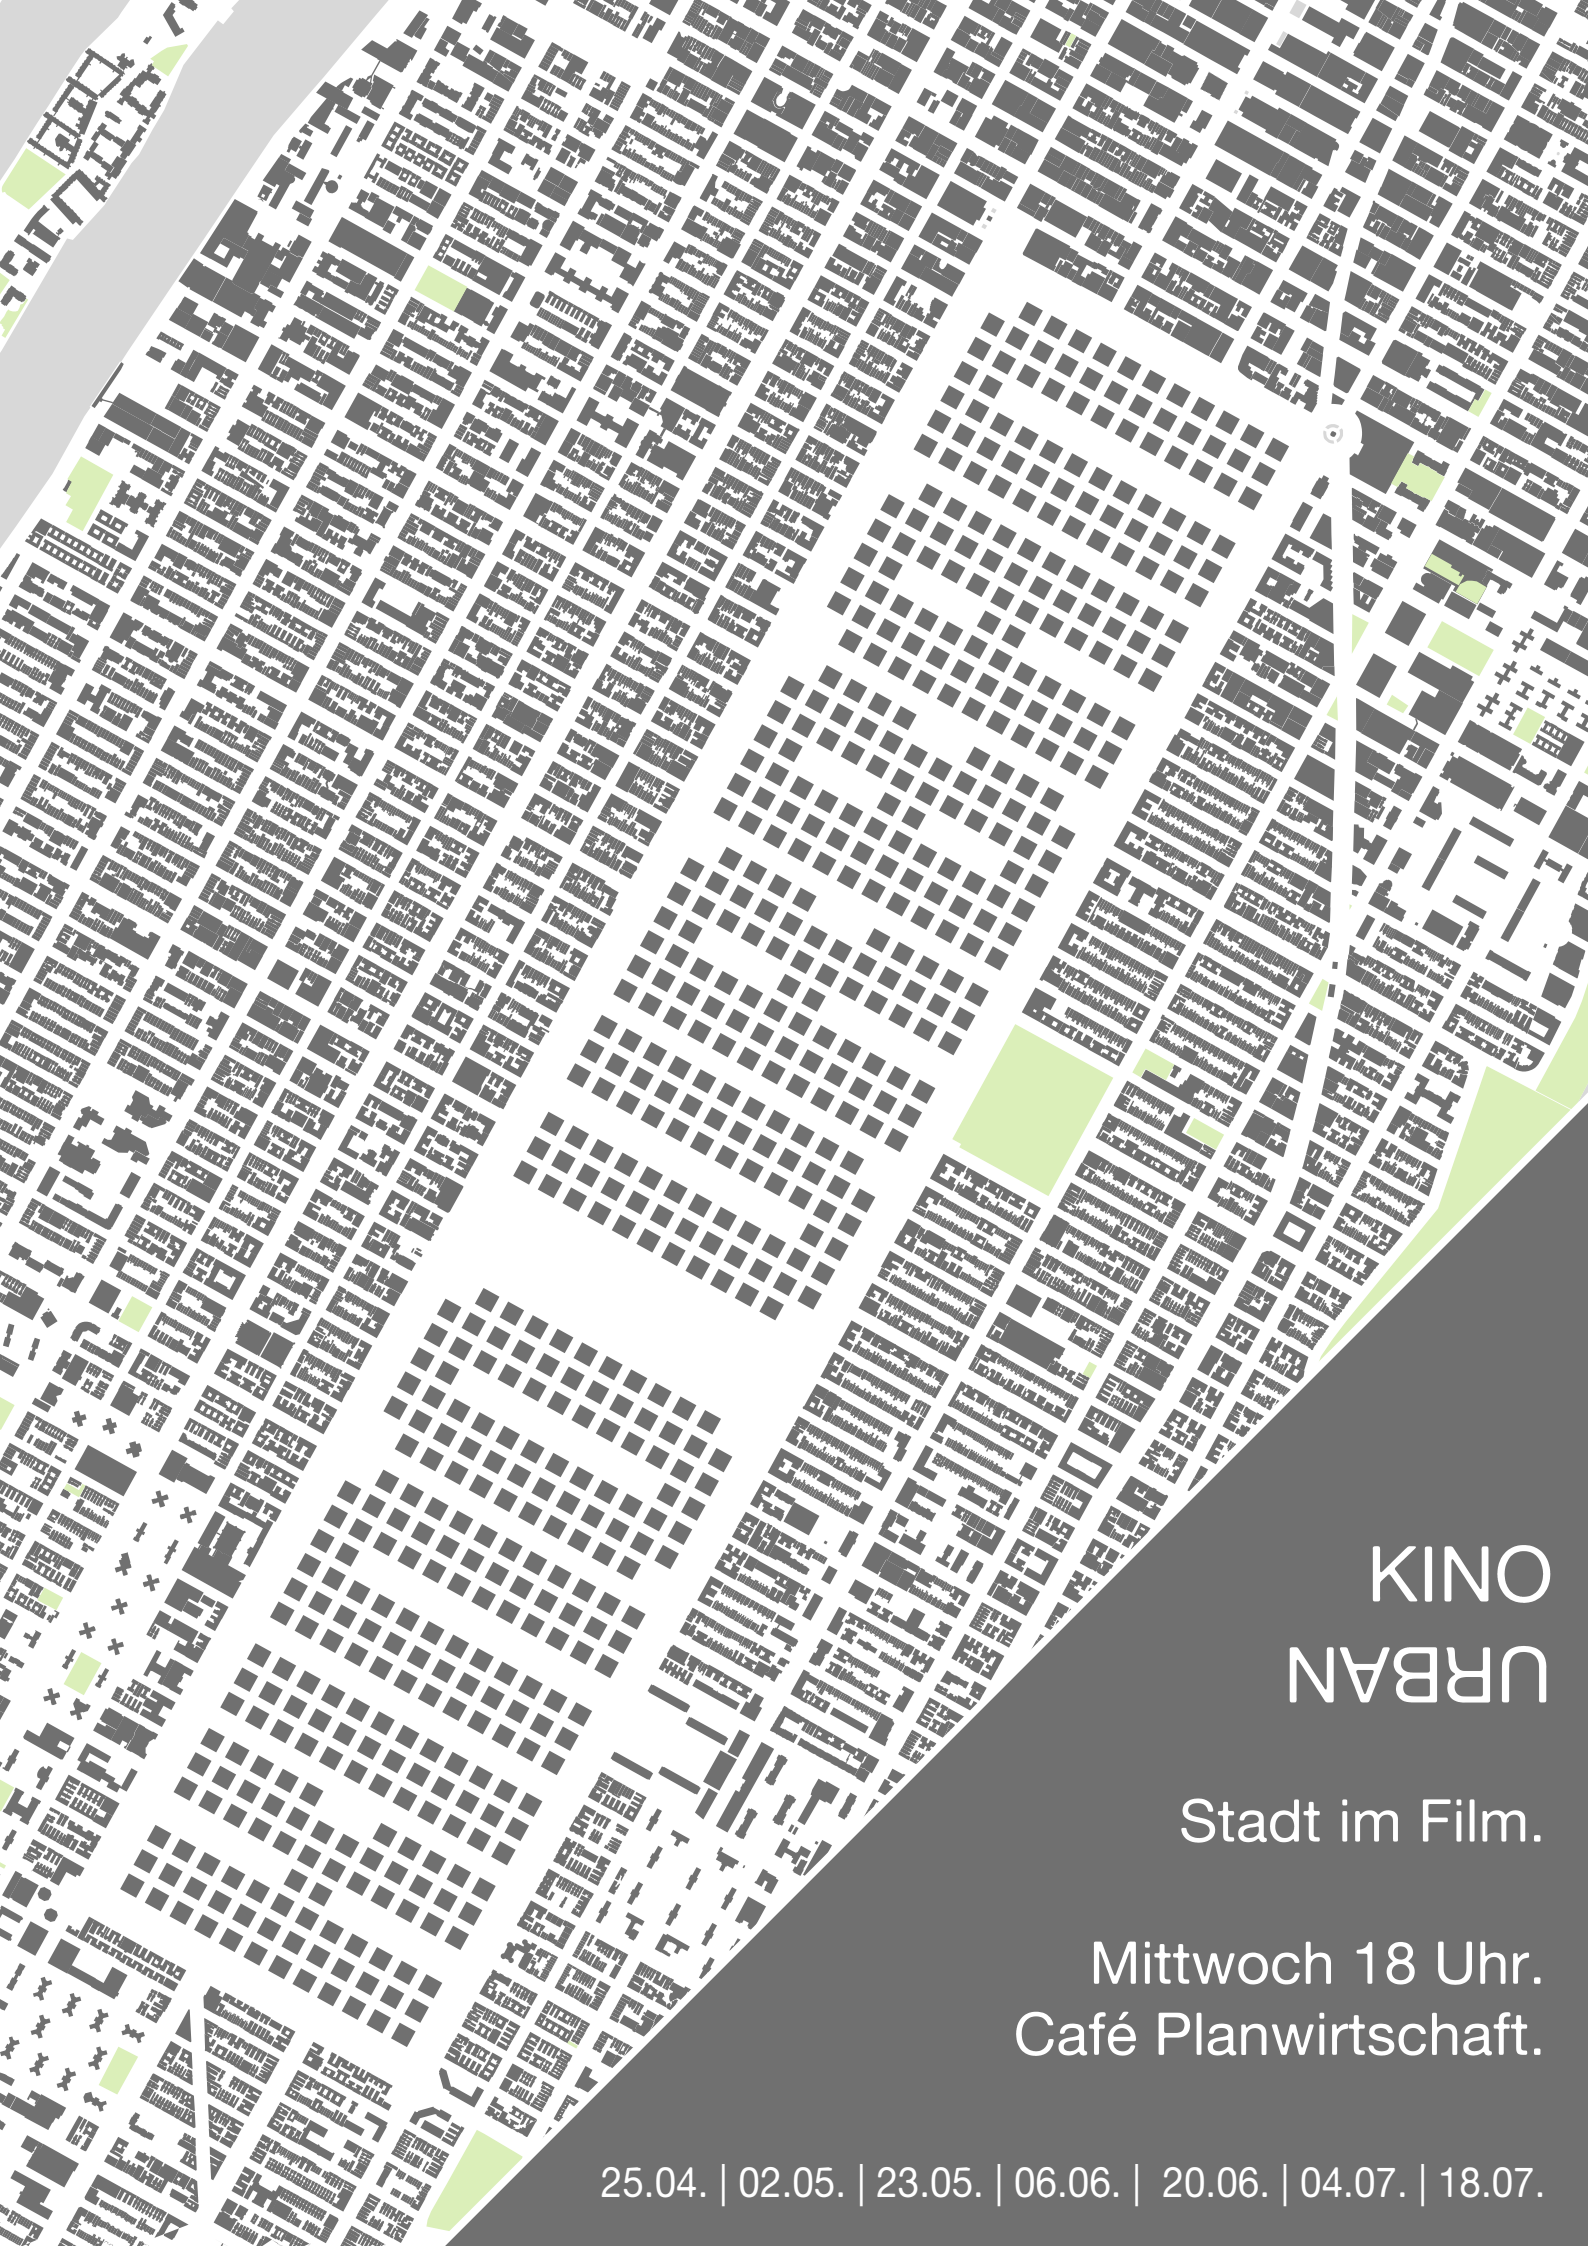 KINO
URBAN
Stadt im Film.
Mittwoch 18 Uhr.
Café Planwirtschaft.
25.04. | 02.05. | 23.05. | 06.06. | 20.06. | 04.07. | 18.07.